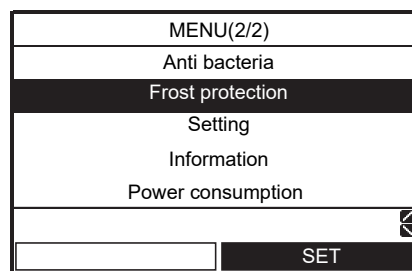 MENU(2/2)
Anti bacteria
Frost protection
Setting
Information
Power consumption
SET